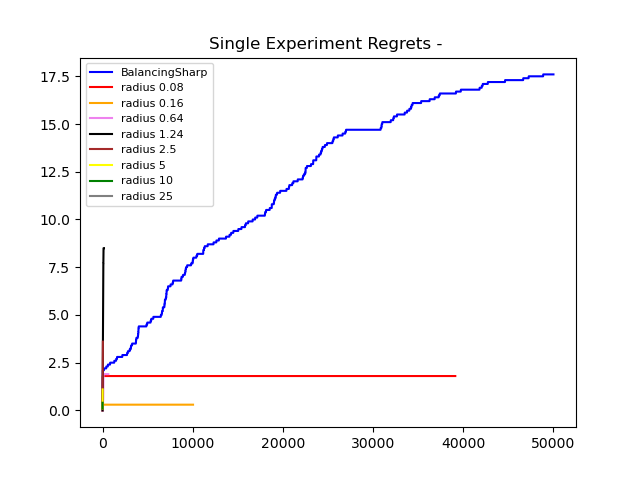 Single Experiment Regrets -
17.5
15.0
12.5
10.0
7.5
5.0
2.5
0.0
BalancingSharp
radius 0.08
radius 0.16
radius 0.64
radius 1.24
radius 2.5
radius 5
radius 10
radius 25
0 10000 20000 30000 40000 50000